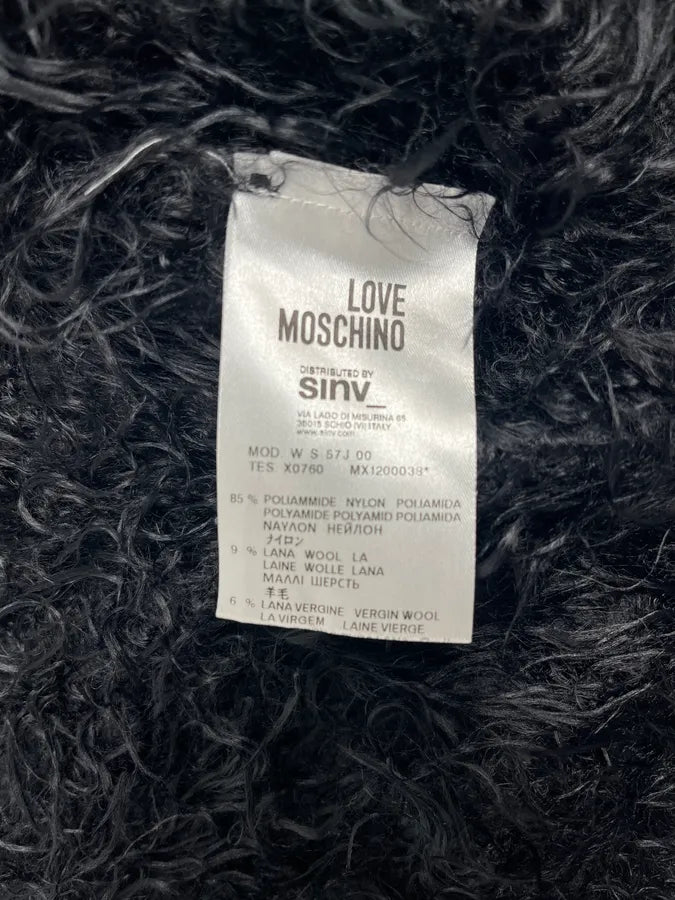 LOVE
MOSCHINO
DISTRIBUTED BY
sinv_
VIA LAGO DI MISURINA 65
36015 SCHIO (VI) ITALY
www.sinv.com
MOD. W S 57J 00
TES. X0760 MX1200038*
85 % POLIAMMIDE NYLON POLIAMIDA
POLYAMIDE POLYAMID POLIAMIDA
ΝΑΥΛΟΝ НЕЙЛОН
ナイロン
9 % LANA WOOL LA
LAINE WOLLE LANA
ΜΑΛΛΙ ШЕРСТЬ
羊毛
6 % LANA VERGINE VERGIN WOOL
LA VIRGEM LAINE VIERGE